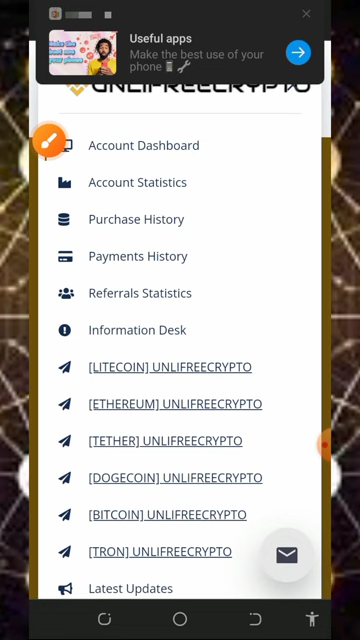 Useful apps
Make the best use of your
phone
UNLIFREECRYPTO
Account Dashboard
Account Statistics
Purchase History
Payments History
Referrals Statistics
Information Desk
[LITECOIN] UNLIFREECRYPTO
[ETHEREUM] UNLIFREECRYPTO
[TETHER] UNLIFREECRYPTO
[DOGECOIN] UNLIFREECRYPTO
[BITCOIN] UNLIFREECRYPTO
[TRON] UNLIFREECRYPTO
Latest Updates